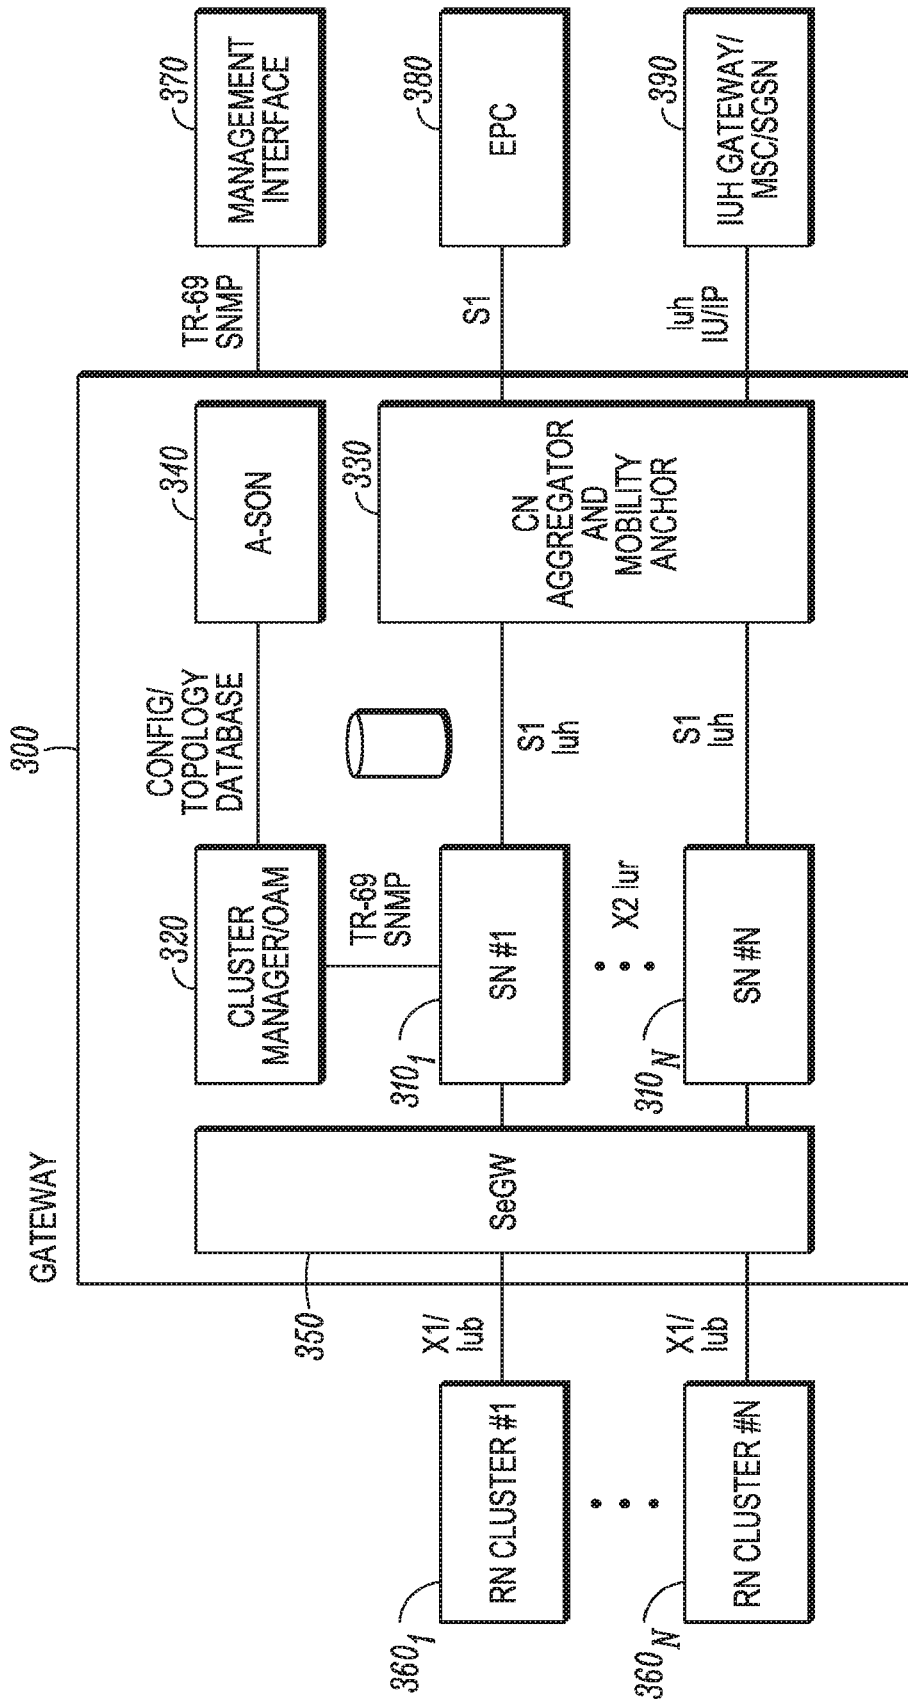 GATEWAY
300
350
SeGW
320
CLUSTER
MANAGER/OAM
CONFIG/
TOPOLOGY
DATABASE
340
A-SON
TR-69
SNMP
370
MANAGEMENT
INTERFACE
TR-69
SNMP
360₁
RN CLUSTER #1
X1/
Iub
310₁
SN #1
S1
Iuh
330
CN
AGGREGATOR
AND
MOBILITY
ANCHOR
S1
380
EPC
X2 Iur
360N
RN CLUSTER #N
X1/
Iub
310N
SN #N
S1
Iuh
Iuh
IU/IP
390
IUH GATEWAY/
MSC/SGSN